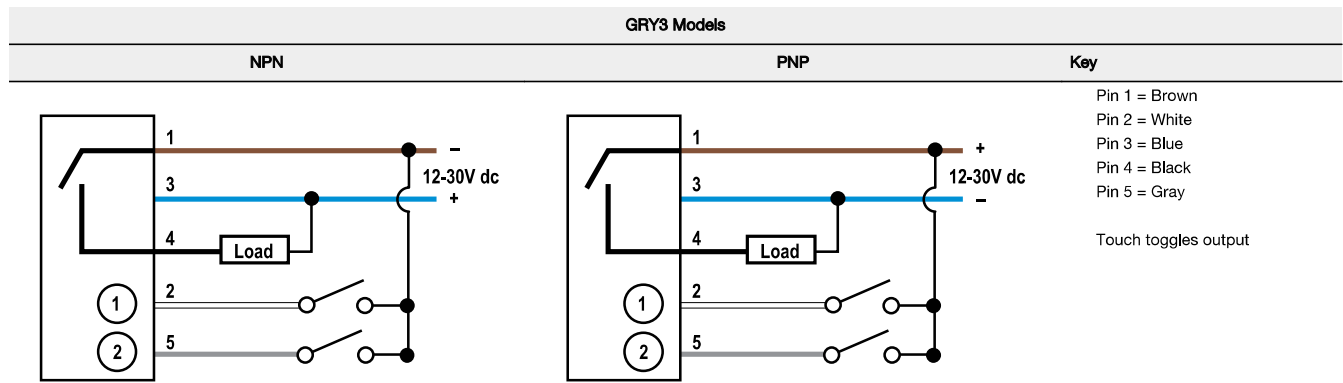 GRY3 Models
NPN
PNP
Key
1
–
12-30V dc
3
+
4
Load
1
2
2
5
1
+
12-30V dc
3
–
4
Load
1
2
2
5
Pin 1 = Brown
Pin 2 = White
Pin 3 = Blue
Pin 4 = Black
Pin 5 = Gray
Touch toggles output